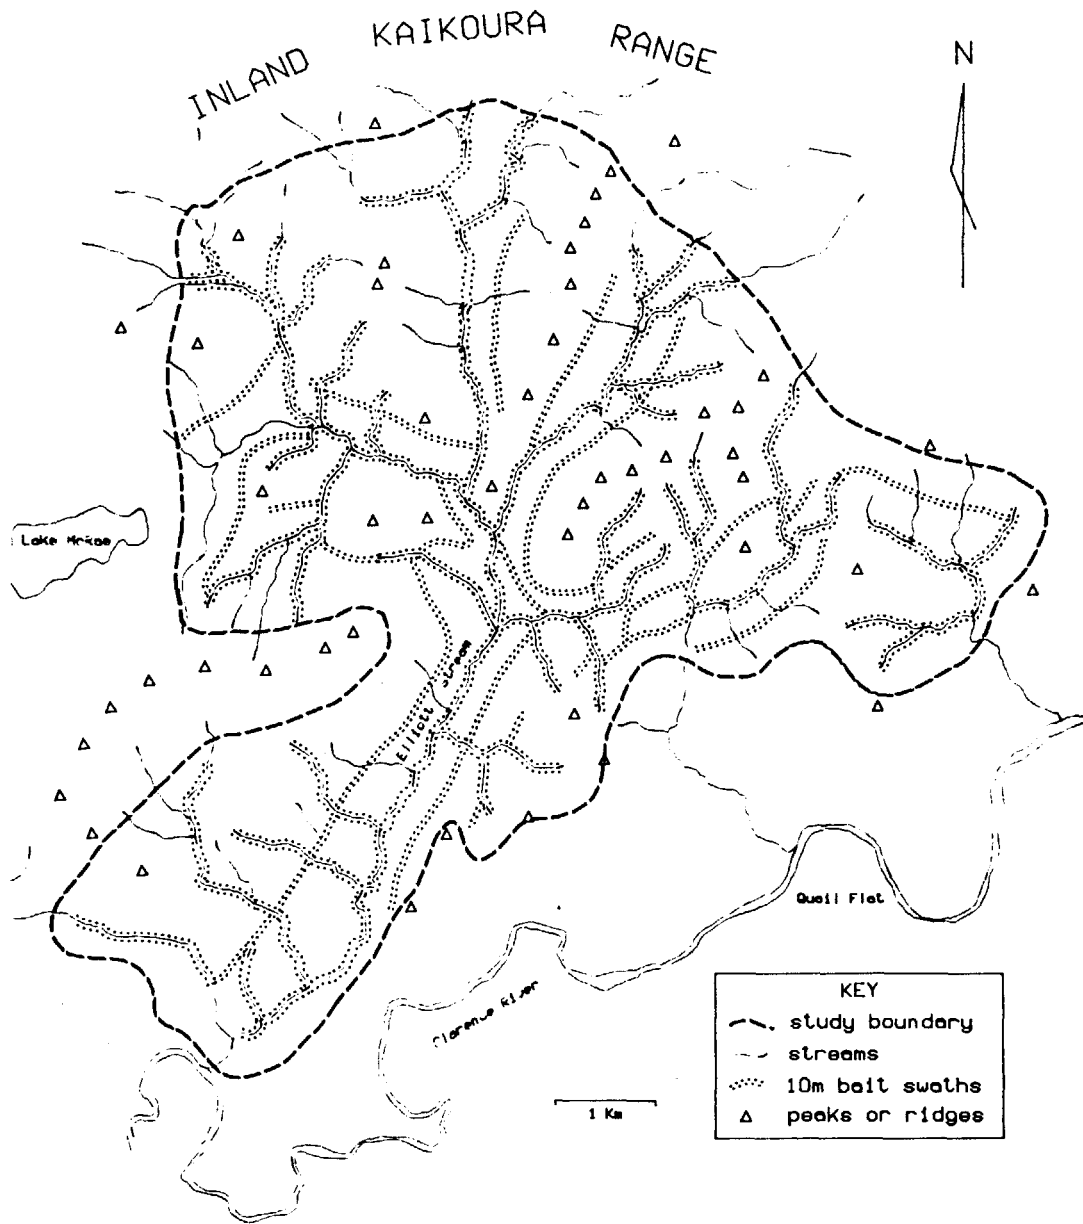 INLAND KAIKOURA RANGE
N
Lake McRae
Elliott Stream
Quail Flat
Clarence River
KEY
study boundary
streams
10m bait swaths
peaks or ridges
1 Km